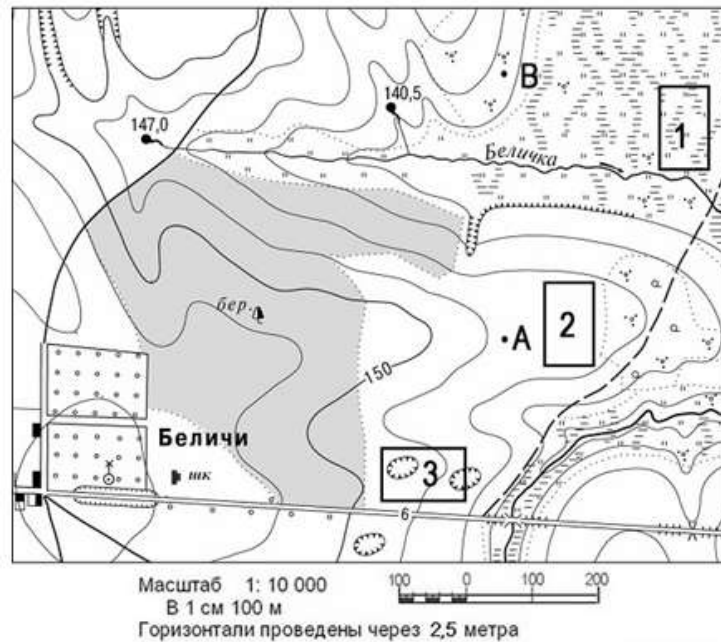 В
140,5
147,0
1
Беличка
бер.
А
2
150
Беличи
шк
3
6
Масштаб 1: 10 000
100 0 100 200
В 1 см 100 м
Горизонтали проведены через 2,5 метра